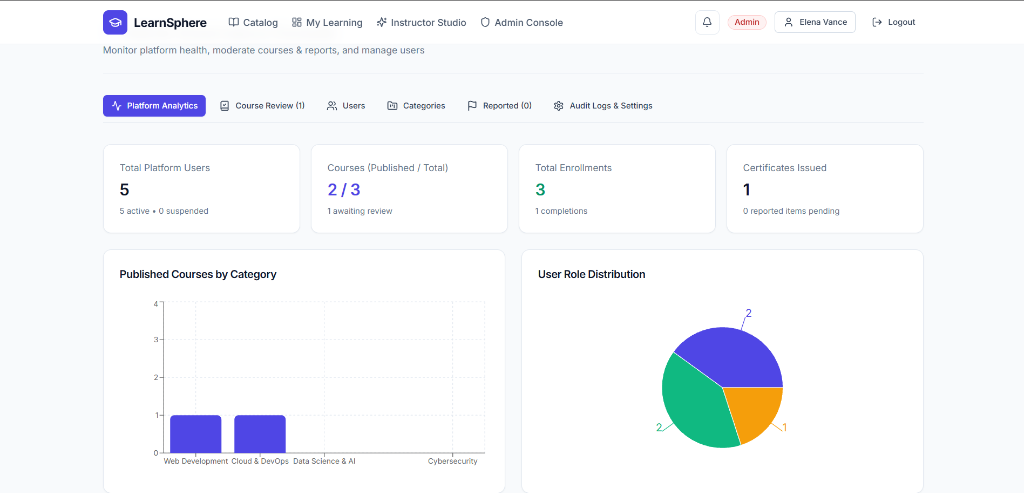 LearnSphere Catalog My Learning Instructor Studio Admin Console Admin Elena Vance Logout
Monitor platform health, moderate courses & reports, and manage users
Platform Analytics Course Review (1) Users Categories Reported (0) Audit Logs & Settings
Total Platform Users
5
5 active • 0 suspended
Courses (Published / Total)
2 / 3
1 awaiting review
Total Enrollments
3
1 completions
Certificates Issued
1
0 reported items pending
Published Courses by Category
4
3
2
1
0
Web Development Cloud & DevOps Data Science & AI Cybersecurity
User Role Distribution
2
2
1